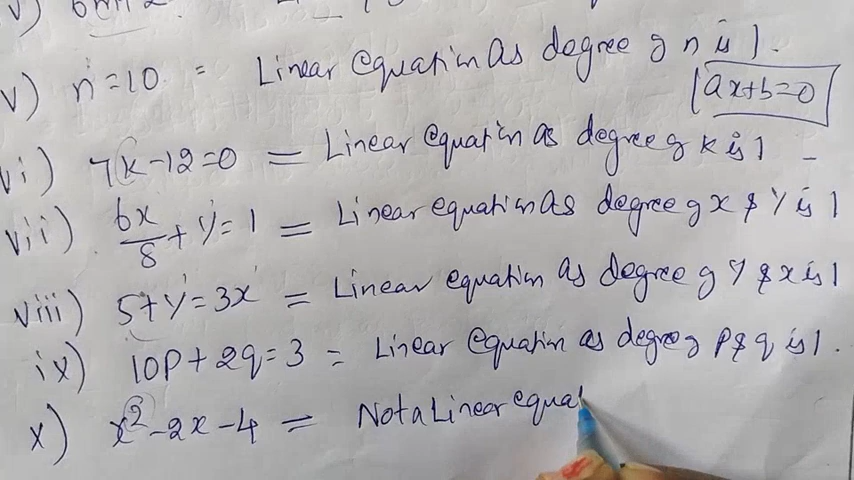 v) n=10 = Linear equation as degree of n is 1.
(ax+b=0
vi) 7k-12=0 = Linear equation as degree of k is 1
vii) 6x/8 + y = 1 = Linear equation as degree of x & y is 1
viii) 5+y=3x = Linear equation as degree of y & x is 1
ix) 10p+2q=3 = Linear equation as degree of p & q is 1.
x) x²-2x-4 = Not a Linear equa